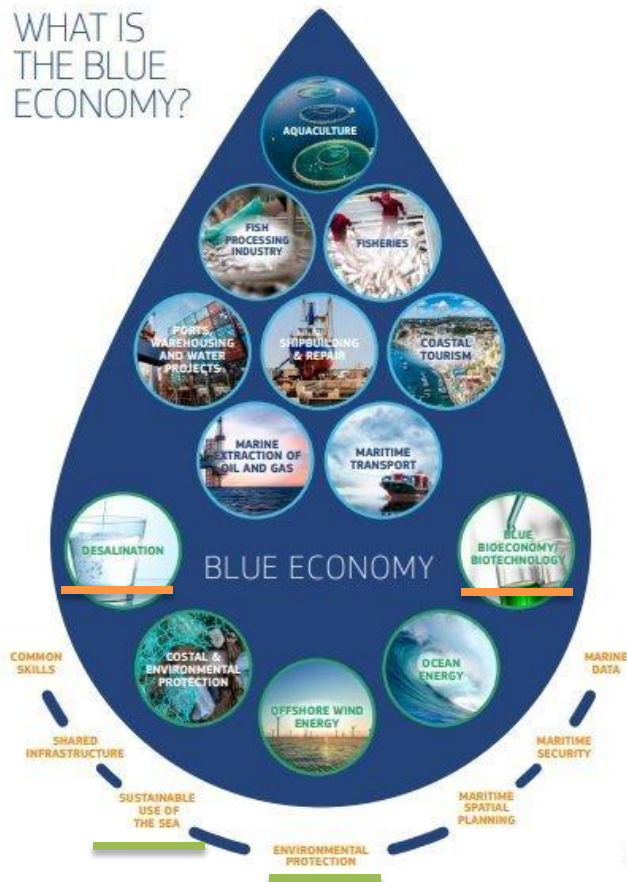 WHAT IS
THE BLUE
ECONOMY?
AQUACULTURE
FISH
PROCESSING
INDUSTRY
FISHERIES
PORTS,
WAREHOUSING
AND WATER
PROJECTS
SHIPBUILDING
& REPAIR
COASTAL
TOURISM
MARINE
EXTRACTION OF
OIL AND GAS
MARITIME
TRANSPORT
DESALINATION
BLUE ECONOMY
BLUE
BIOECONOMY/
BIOTECHNOLOGY
COSTAL &
ENVIRONMENTAL
PROTECTION
OFFSHORE WIND
ENERGY
OCEAN
ENERGY
COMMON
SKILLS
SHARED
INFRASTRUCTURE
SUSTAINABLE
USE OF
THE SEA
ENVIRONMENTAL
PROTECTION
MARITIME
SPATIAL
PLANNING
MARITIME
SECURITY
MARINE
DATA